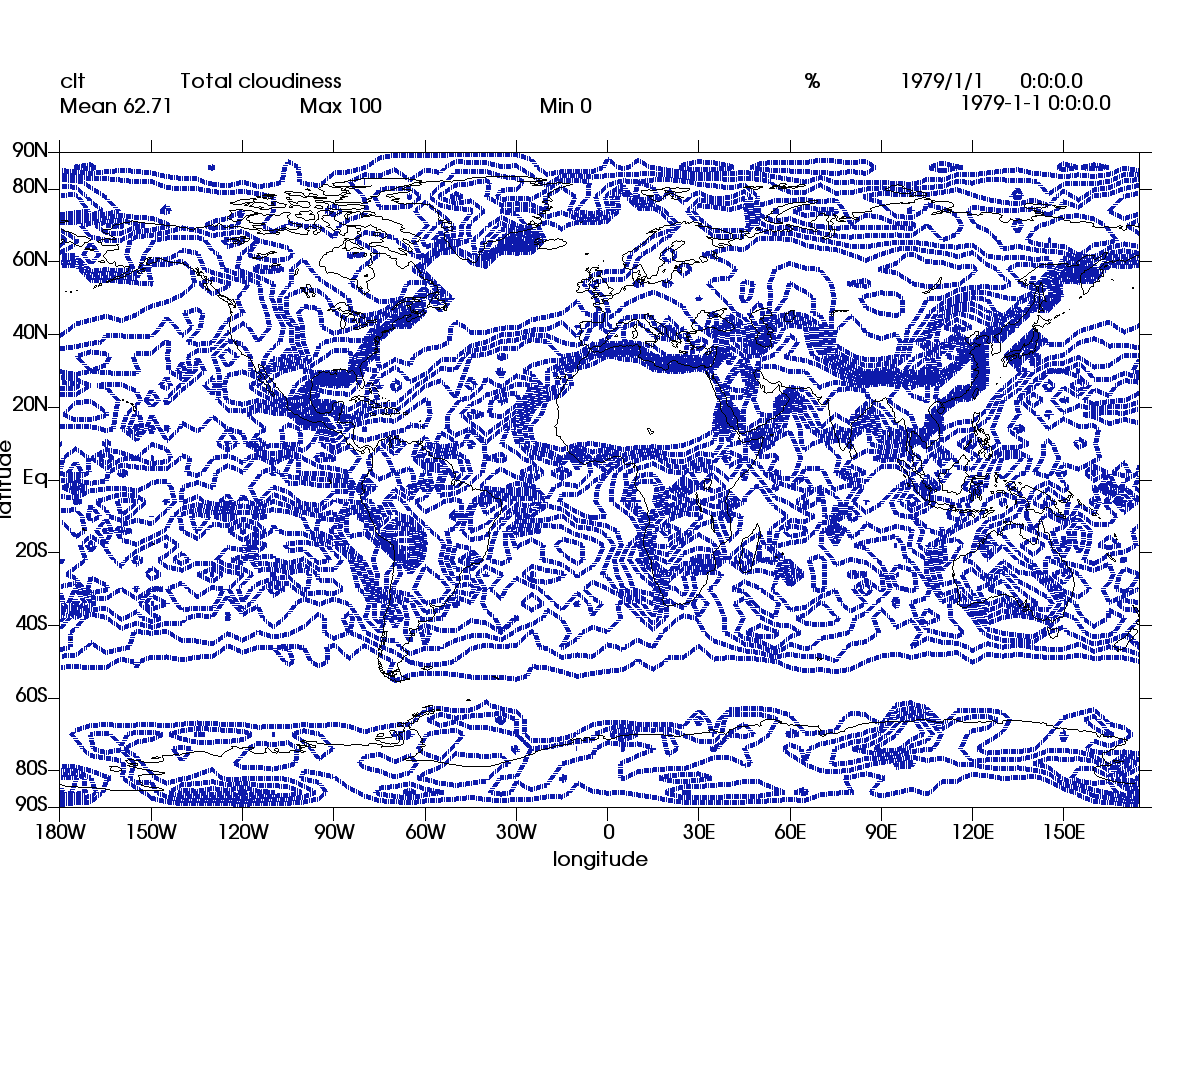 clt Total cloudiness % 1979/1/1 0:0:0.0
Mean 62.71 Max 100 Min 0 1979-1-1 0:0:0.0
90N
80N
60N
40N
20N
Eq
20S
40S
60S
80S
90S
latitude
180W 150W 120W 90W 60W 30W 0 30E 60E 90E 120E 150E
longitude